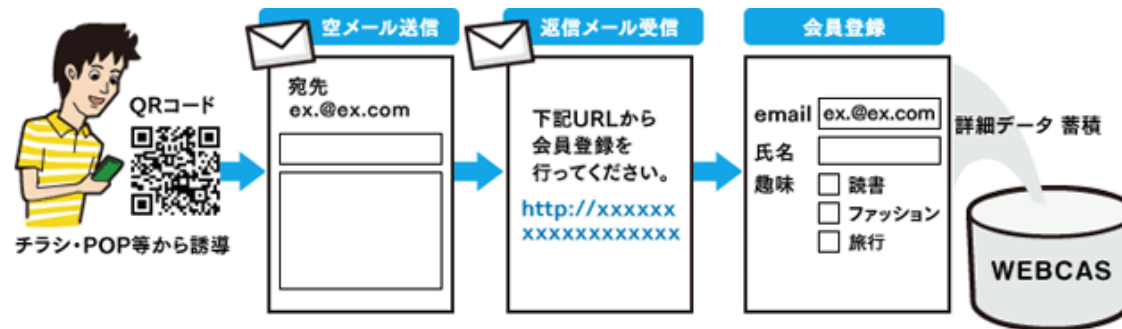 空メール送信
返信メール受信
会員登録
QRコード
チラシ・POP等から誘導
宛先
ex.@ex.com
下記URLから
会員登録を
行ってください。
http://xxxxxx
xxxxxxxxxxxx
email ex.@ex.com
氏名
趣味 読書
ファッション
旅行
詳細データ 蓄積
WEBCAS